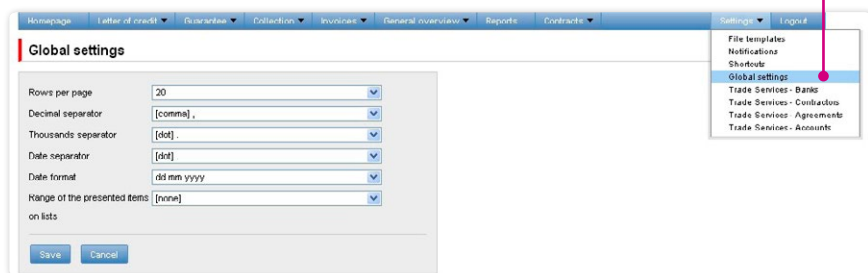 Homepage Letter of credit Guarantee Collection Invoices General overview Reports Contracts Settings Logout
File templates
Notifications
Shortcuts
Global settings
Trade Services - Banks
Trade Services - Contractors
Trade Services - Agreements
Trade Services - Accounts
Global settings
Rows per page 20
Decimal separator [comma] ,
Thousands separator [dot] .
Date separator [dot]
Date format dd mm yyyy
Range of the presented items [none]
on lists
Save Cancel